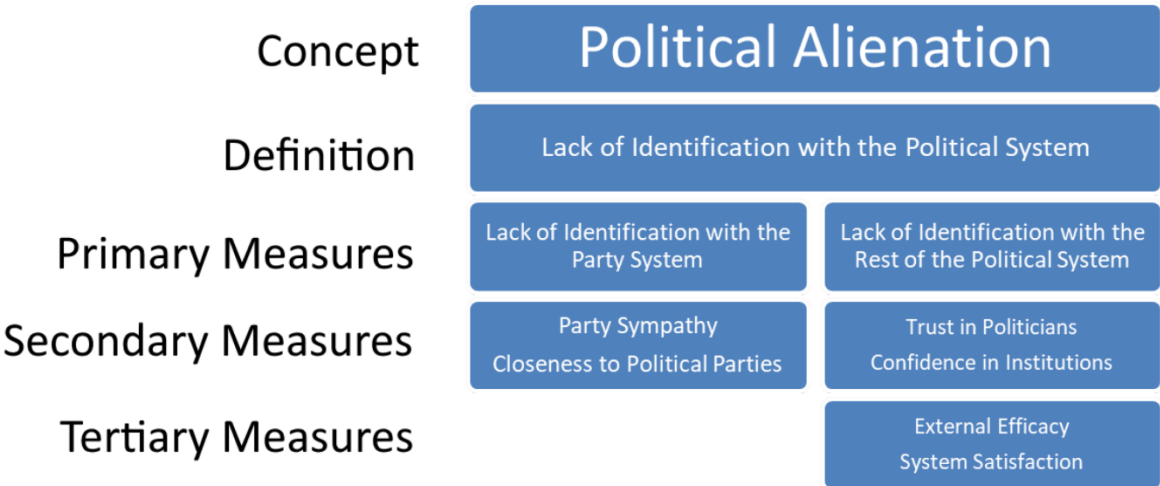 Concept
Political Alienation
Definition
Lack of Identification with the Political System
Primary Measures
Lack of Identification with the
Party System
Lack of Identification with the
Rest of the Political System
Secondary Measures
Party Sympathy
Closeness to Political Parties
Trust in Politicians
Confidence in Institutions
Tertiary Measures
External Efficacy
System Satisfaction